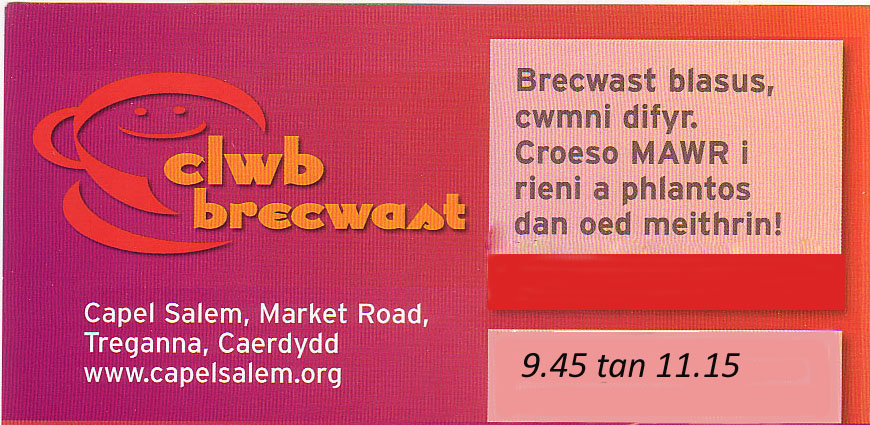 clwb
brecwast
Capel Salem, Market Road,
Treganna, Caerdydd
www.capelsalem.org
Brecwast blasus,
cwmni difyr.
Croeso MAWR i
rieni a phlantos
dan oed meithrin!
9.45 tan 11.15